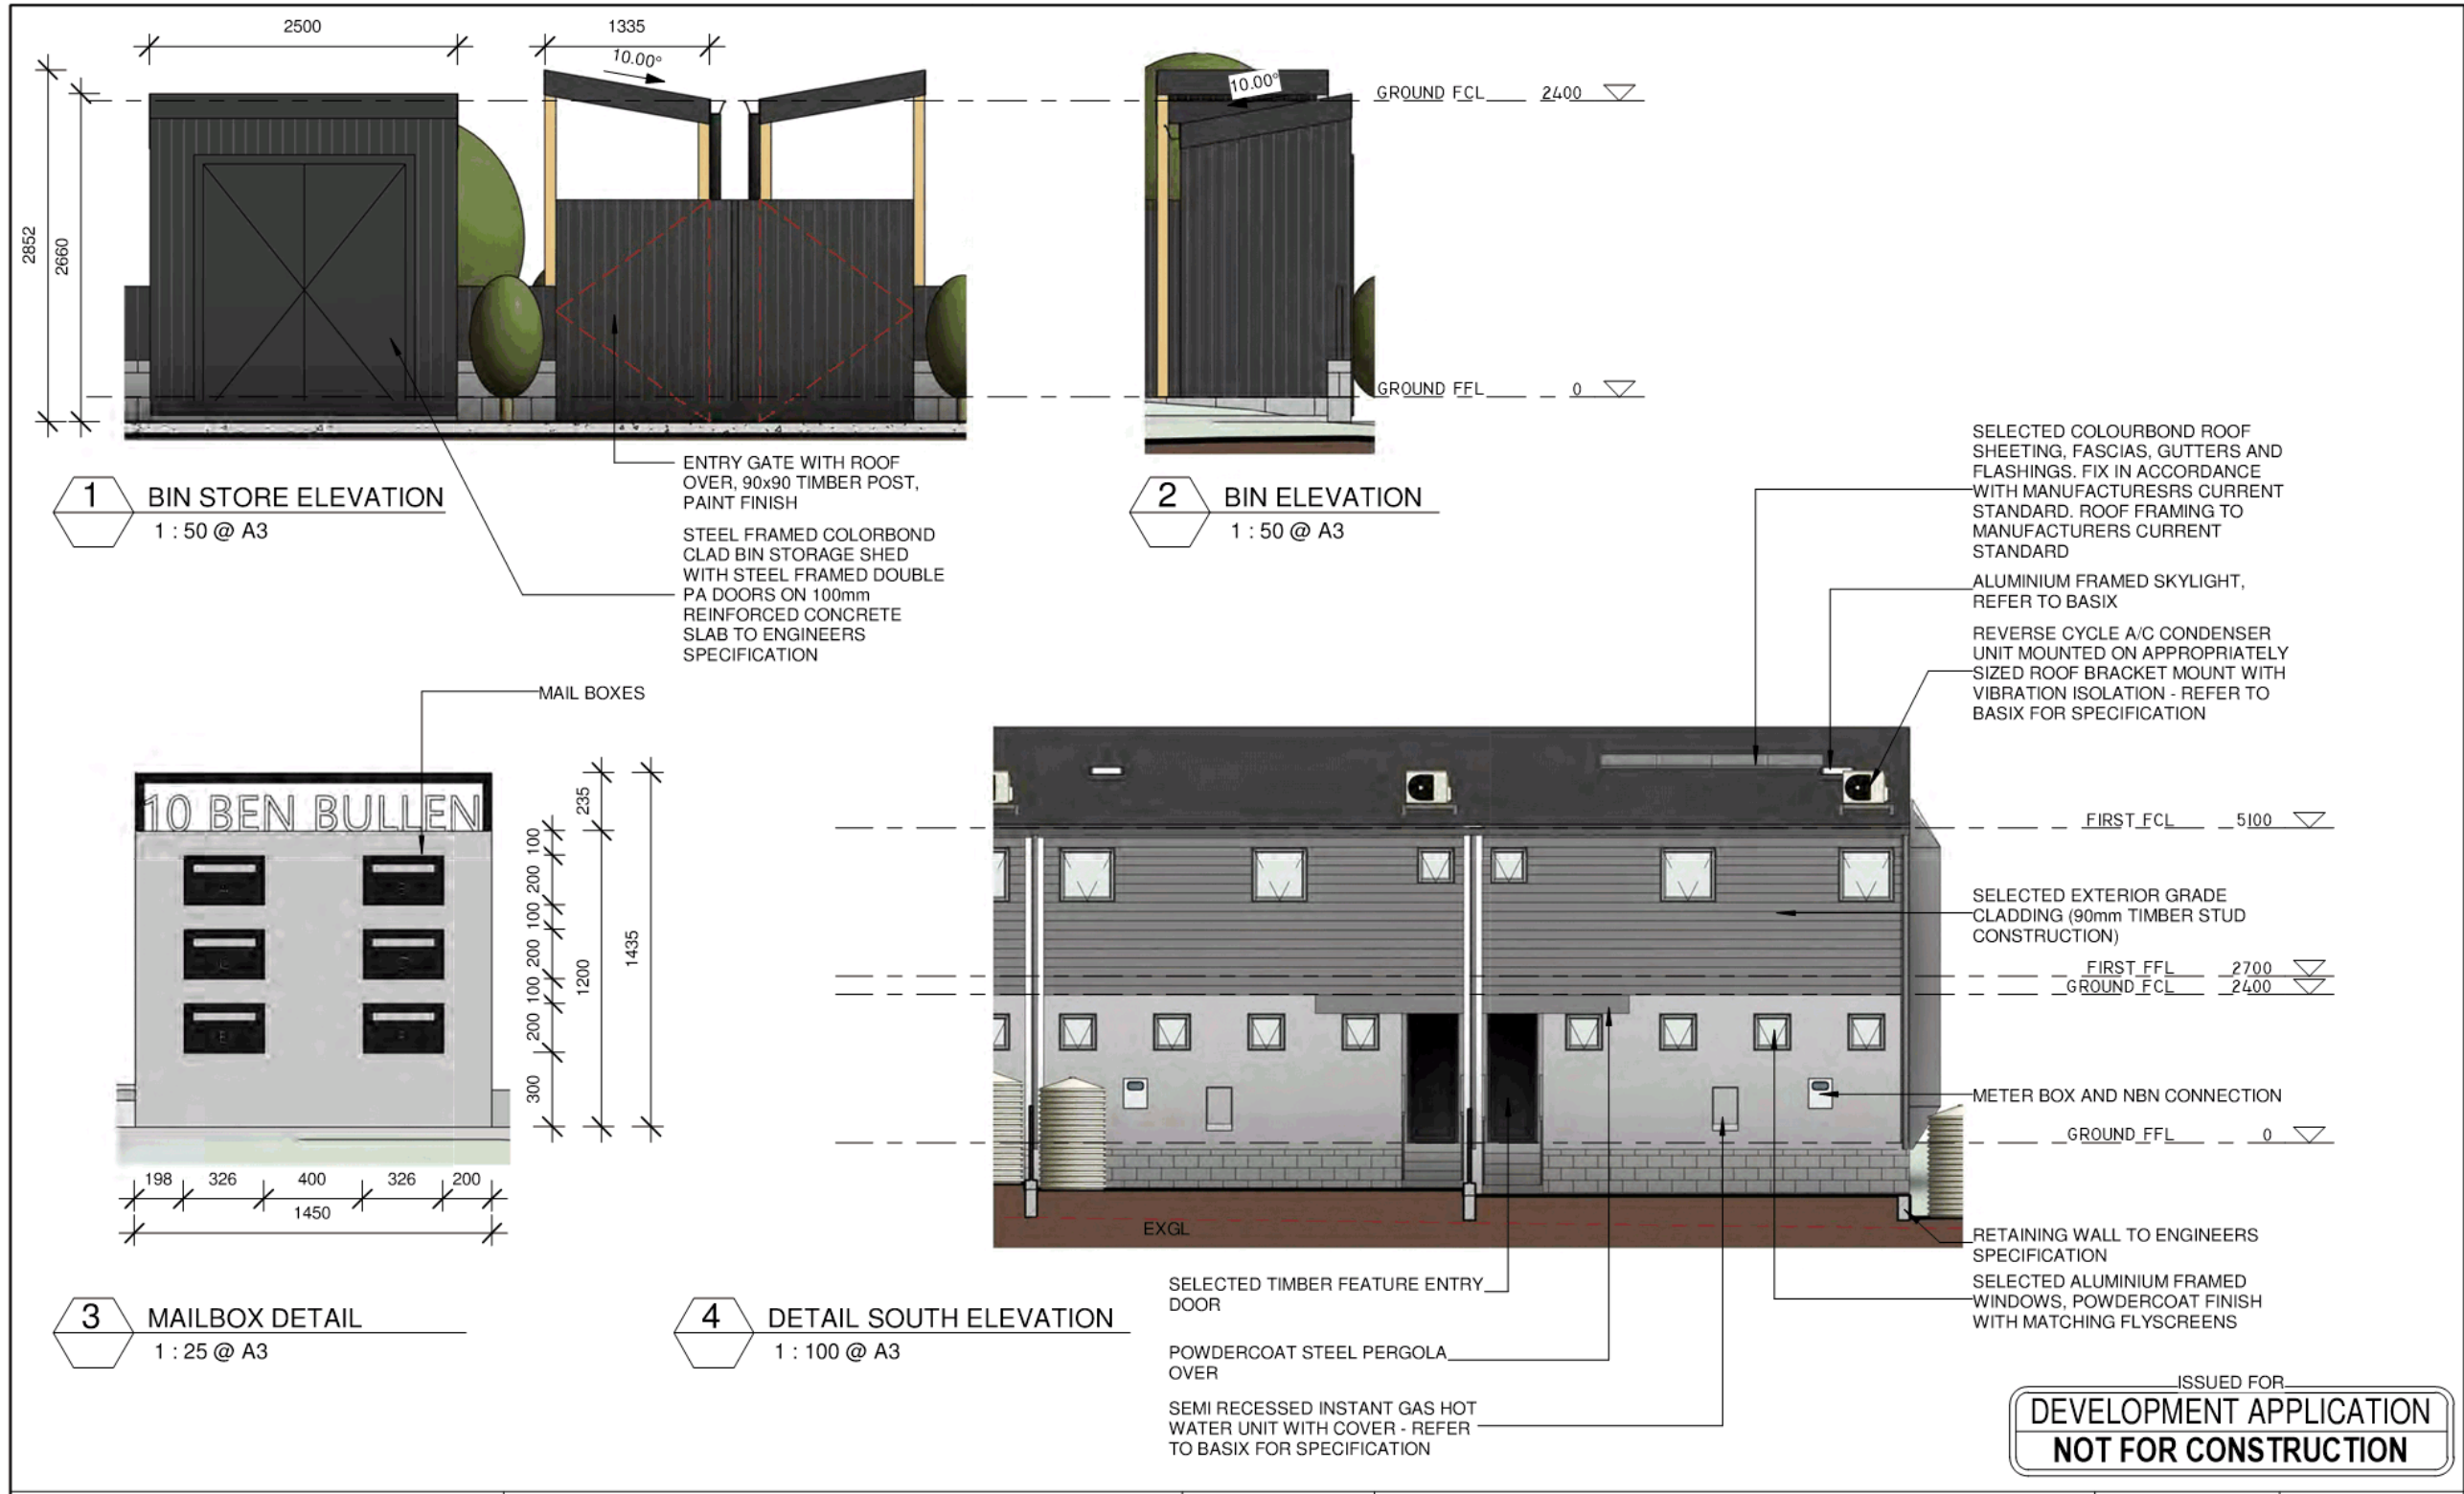 2500
1335
10.00°
2852
2660
10.00°
GROUND FCL 2400
GROUND FFL 0
1
BIN STORE ELEVATION
1 : 50 @ A3
ENTRY GATE WITH ROOF
OVER, 90x90 TIMBER POST,
PAINT FINISH
STEEL FRAMED COLORBOND
CLAD BIN STORAGE SHED
WITH STEEL FRAMED DOUBLE
PA DOORS ON 100mm
REINFORCED CONCRETE
SLAB TO ENGINEERS
SPECIFICATION
2
BIN ELEVATION
1 : 50 @ A3
SELECTED COLOURBOND ROOF
SHEETING, FASCIAS, GUTTERS AND
FLASHINGS. FIX IN ACCORDANCE
WITH MANUFACTURESRS CURRENT
STANDARD. ROOF FRAMING TO
MANUFACTURERS CURRENT
STANDARD
ALUMINIUM FRAMED SKYLIGHT,
REFER TO BASIX
REVERSE CYCLE A/C CONDENSER
UNIT MOUNTED ON APPROPRIATELY
SIZED ROOF BRACKET MOUNT WITH
VIBRATION ISOLATION - REFER TO
BASIX FOR SPECIFICATION
MAIL BOXES
10 BEN BULLEN
235
100
200
100
200
100
200
300
1200
1435
198 326 400 326 200
1450
3
MAILBOX DETAIL
1 : 25 @ A3
FIRST FCL 5100
SELECTED EXTERIOR GRADE
CLADDING (90mm TIMBER STUD
CONSTRUCTION)
FIRST FFL 2700
GROUND FCL 2400
METER BOX AND NBN CONNECTION
GROUND FFL 0
EXGL
RETAINING WALL TO ENGINEERS
SPECIFICATION
SELECTED ALUMINIUM FRAMED
WINDOWS, POWDERCOAT FINISH
WITH MATCHING FLYSCREENS
4
DETAIL SOUTH ELEVATION
1 : 100 @ A3
SELECTED TIMBER FEATURE ENTRY
DOOR
POWDERCOAT STEEL PERGOLA
OVER
SEMI RECESSED INSTANT GAS HOT
WATER UNIT WITH COVER - REFER
TO BASIX FOR SPECIFICATION
ISSUED FOR
DEVELOPMENT APPLICATION
NOT FOR CONSTRUCTION